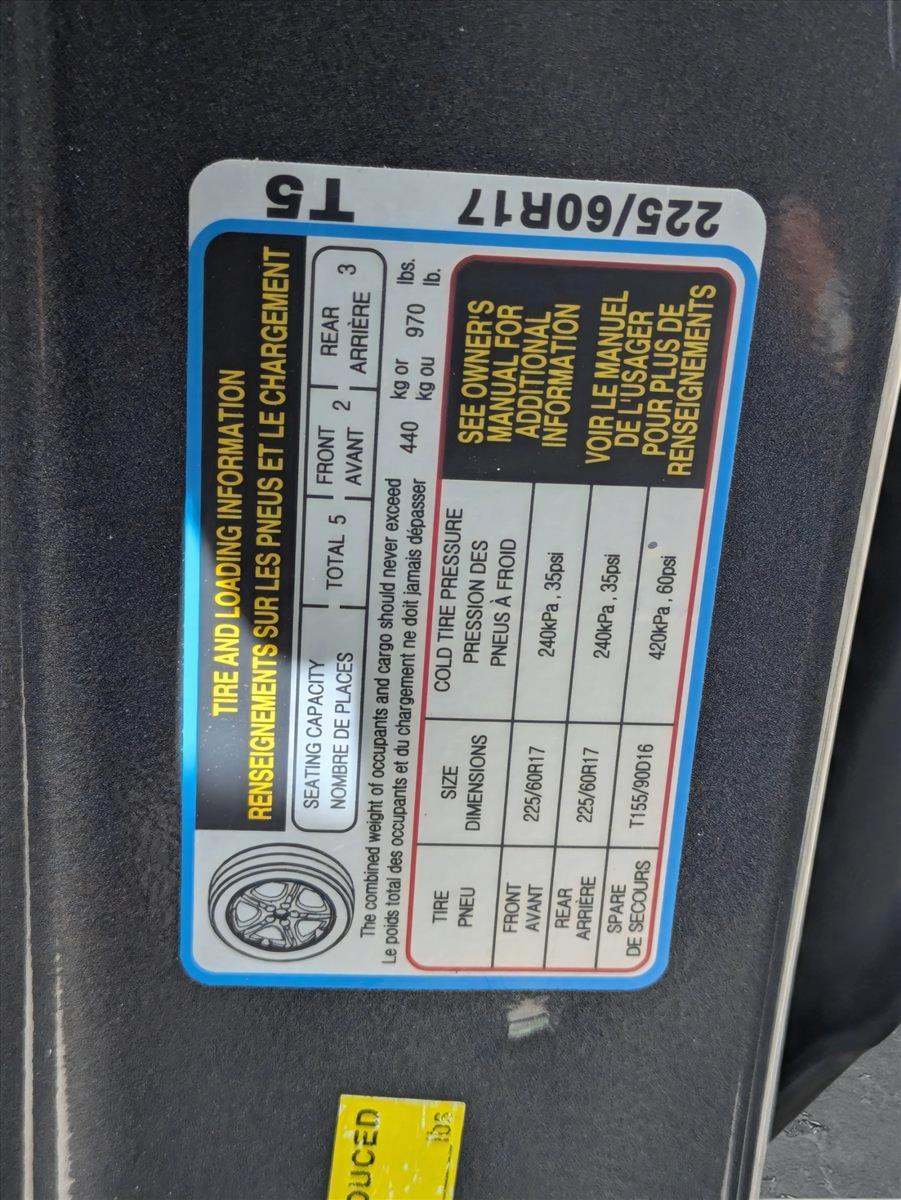 TIRE AND LOADING INFORMATION
RENSEIGNEMENTS SUR LES PNEUS ET LE CHARGEMENT
SEATING CAPACITY
NOMBRE DE PLACES
TOTAL 5
FRONT
AVANT 2
REAR
ARRIÈRE 3
The combined weight of occupants and cargo should never exceed 440 kg or 970 lbs.
Le poids total des occupants et du chargement ne doit jamais dépasser kg ou lb.
TIRE
PNEU
SIZE
DIMENSIONS
COLD TIRE PRESSURE
PRESSION DES
PNEUS À FROID
FRONT
AVANT
225/60R17
240kPa , 35psi
REAR
ARRIÈRE
225/60R17
240kPa , 35psi
SPARE
DE SECOURS
T155/90D16
420kPa , 60psi
SEE OWNER'S
MANUAL FOR
ADDITIONAL
INFORMATION
VOIR LE MANUEL
DE L'USAGER
POUR PLUS DE
RENSEIGNEMENTS
T5
225/60R17
DUCED
lbs